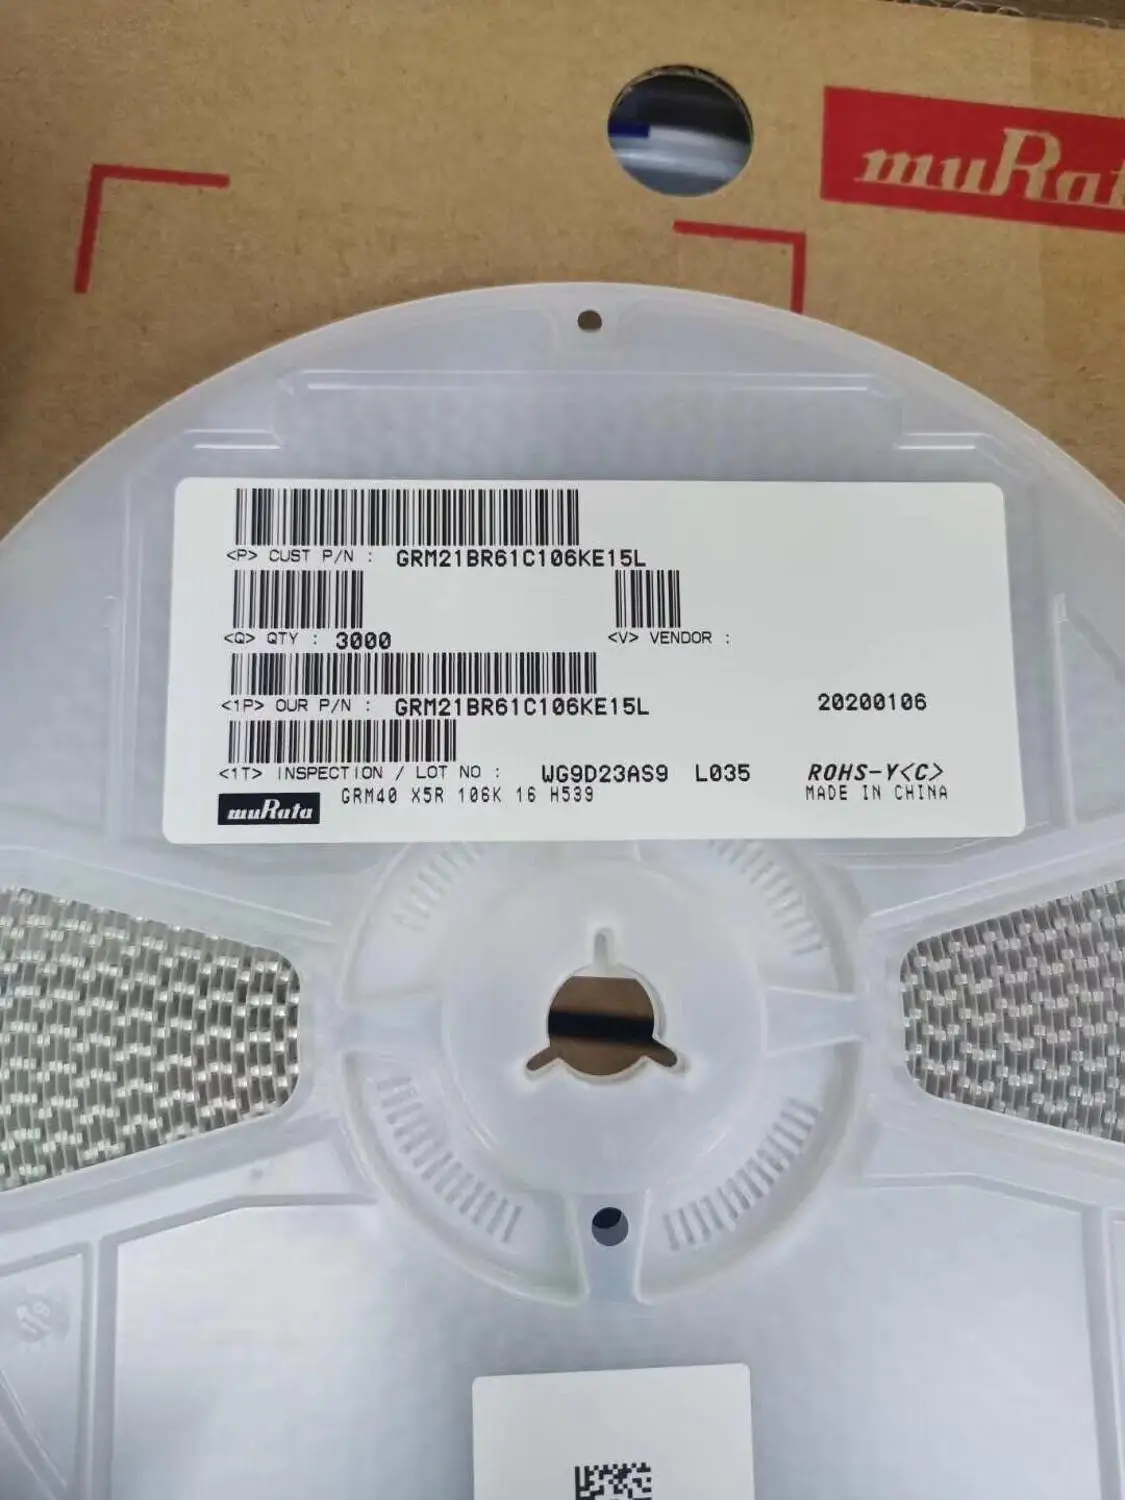 muRat
<P> CUST P/N : GRM21BR61C106KE15L
<Q> QTY : 3000 <V> VENDOR :
<1P> OUR P/N : GRM21BR61C106KE15L 20200106
<1T> INSPECTION / LOT NO : WG9D23AS9 L035 ROHS-Y<C>
muRata GRM40 X5R 106K 16 H539 MADE IN CHINA